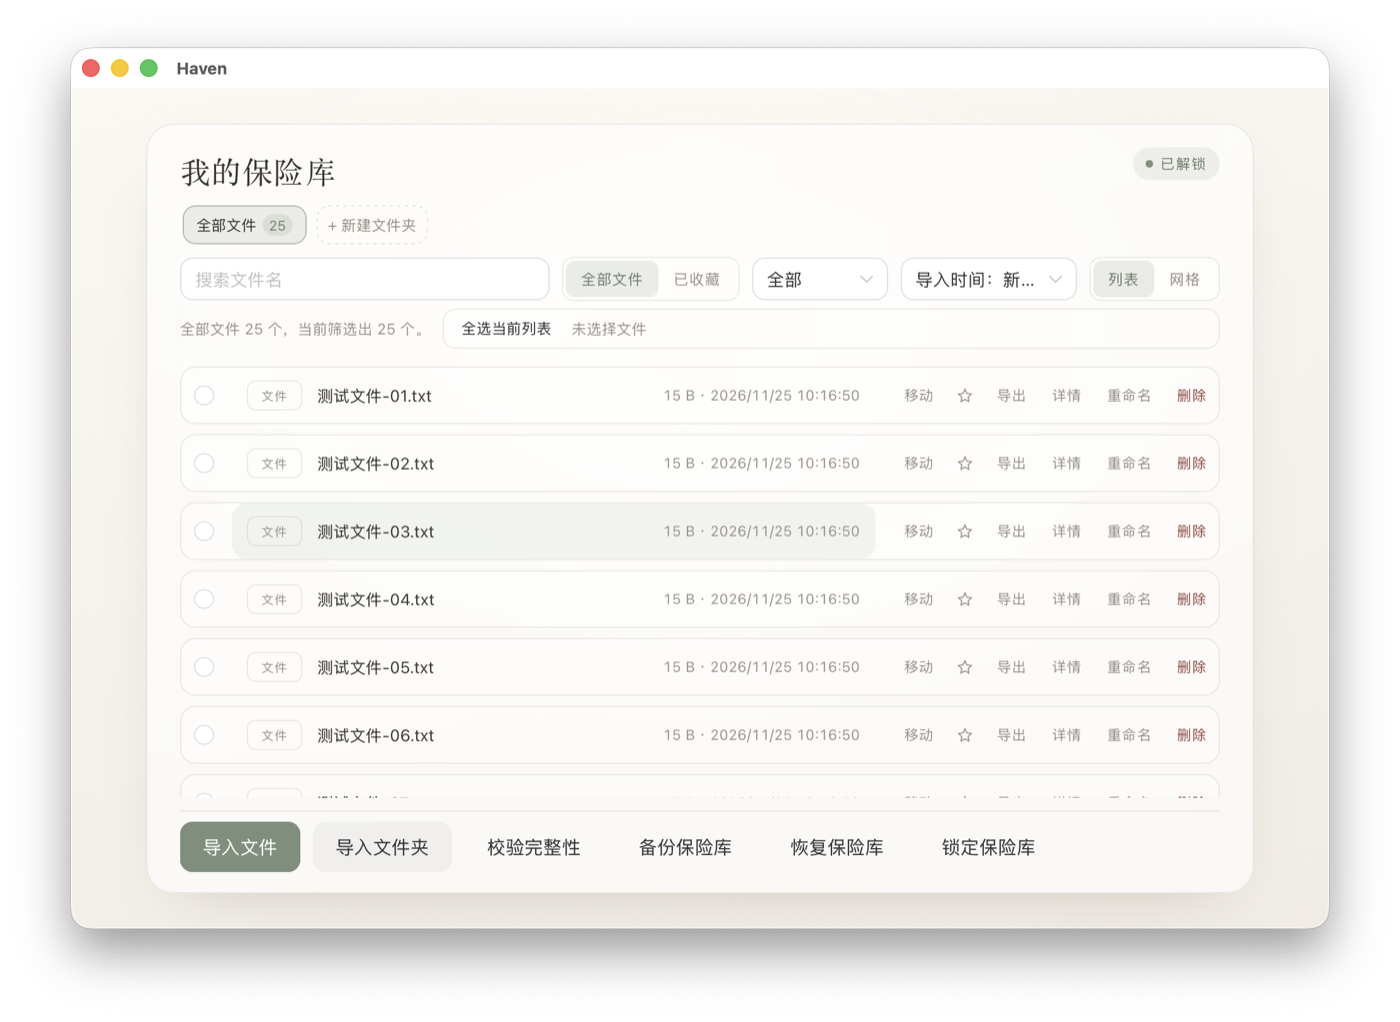 Haven
我的保险库
已解锁
全部文件 25 + 新建文件夹
搜索文件名 全部文件 已收藏 全部 导入时间：新... 列表 网格
全部文件 25 个，当前筛选出 25 个。 全选当前列表 未选择文件
文件 测试文件-01.txt 15 B · 2026/11/25 10:16:50 移动 导出 详情 重命名 删除
文件 测试文件-02.txt 15 B · 2026/11/25 10:16:50 移动 导出 详情 重命名 删除
文件 测试文件-03.txt 15 B · 2026/11/25 10:16:50 移动 导出 详情 重命名 删除
文件 测试文件-04.txt 15 B · 2026/11/25 10:16:50 移动 导出 详情 重命名 删除
文件 测试文件-05.txt 15 B · 2026/11/25 10:16:50 移动 导出 详情 重命名 删除
文件 测试文件-06.txt 15 B · 2026/11/25 10:16:50 移动 导出 详情 重命名 删除
导入文件 导入文件夹 校验完整性 备份保险库 恢复保险库 锁定保险库